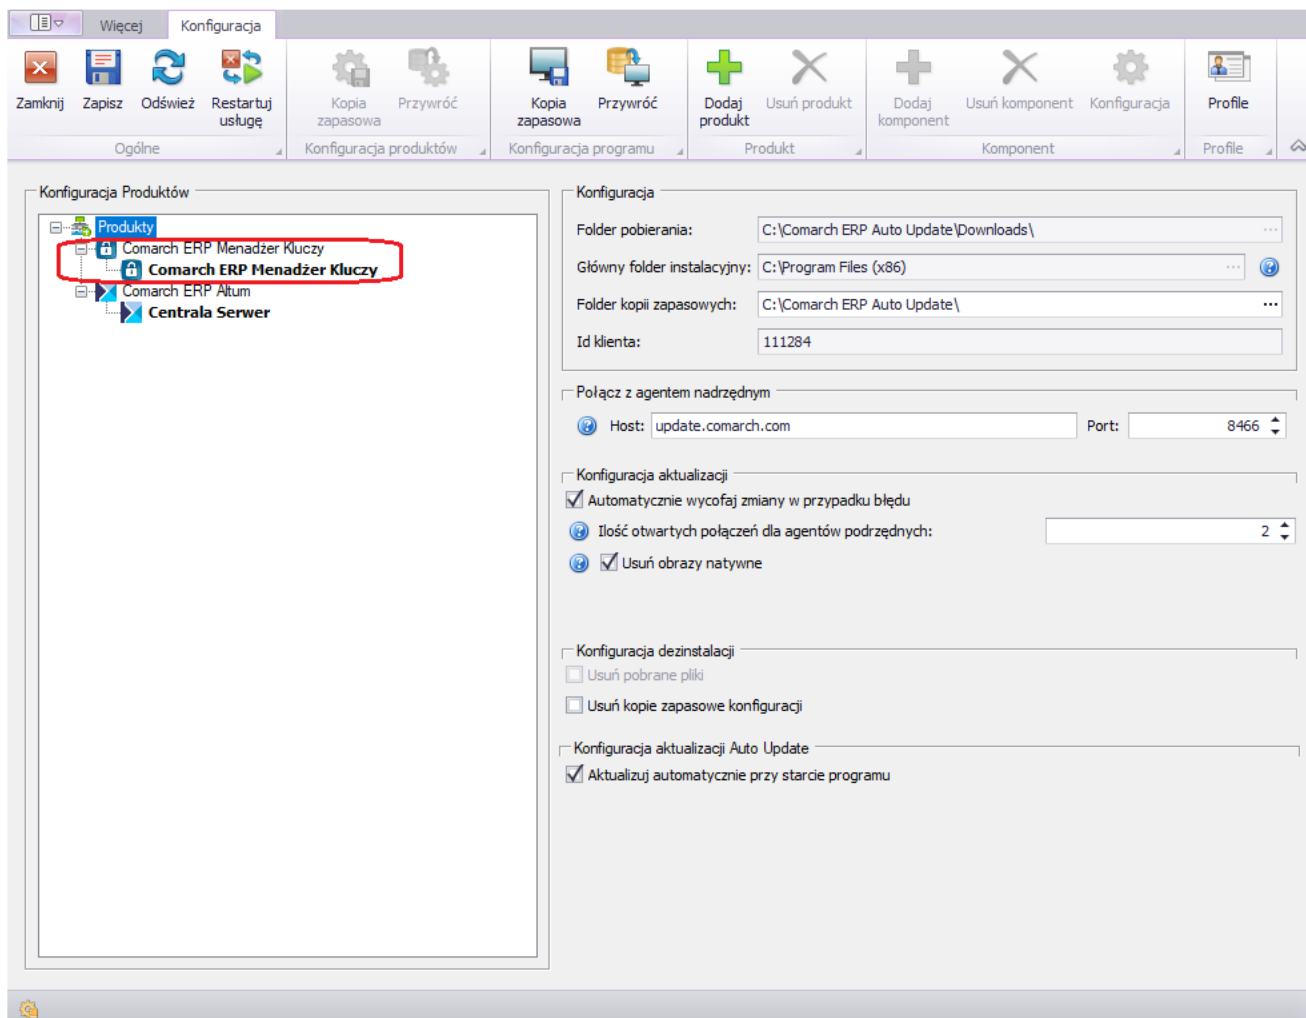 Więcej
Konfiguracja
Zamknij
Zapisz
Odśwież
Restartuj
usługę
Kopia
zapasowa
Przywróć
Kopia
zapasowa
Przywróć
Dodaj
produkt
Usuń produkt
Dodaj
komponent
Usuń komponent
Konfiguracja
Profile
Ogólne
Konfiguracja produktów
Konfiguracja programu
Produkt
Komponent
Profile
Konfiguracja Produktów
Produkty
Comarch ERP Menadżer Kluczy
Comarch ERP Menadżer Kluczy
Comarch ERP Altum
Centrala Serwer
Konfiguracja
Folder pobierania: C:\Comarch ERP Auto Update\Downloads\ ...
Główny folder instalacyjny: C:\Program Files (x86) ...
Folder kopii zapasowych: C:\Comarch ERP Auto Update\ ...
Id klienta: 111284
Połącz z agentem nadrzędnym
Host: update.comarch.com Port: 8466
Konfiguracja aktualizacji
Automatycznie wycofaj zmiany w przypadku błędu
Ilość otwartych połączeń dla agentów podrzędnych: 2
Usuń obrazy natywne
Konfiguracja dezinstalacji
Usuń pobrane pliki
Usuń kopie zapasowe konfiguracji
Konfiguracja aktualizacji Auto Update
Aktualizuj automatycznie przy starcie programu